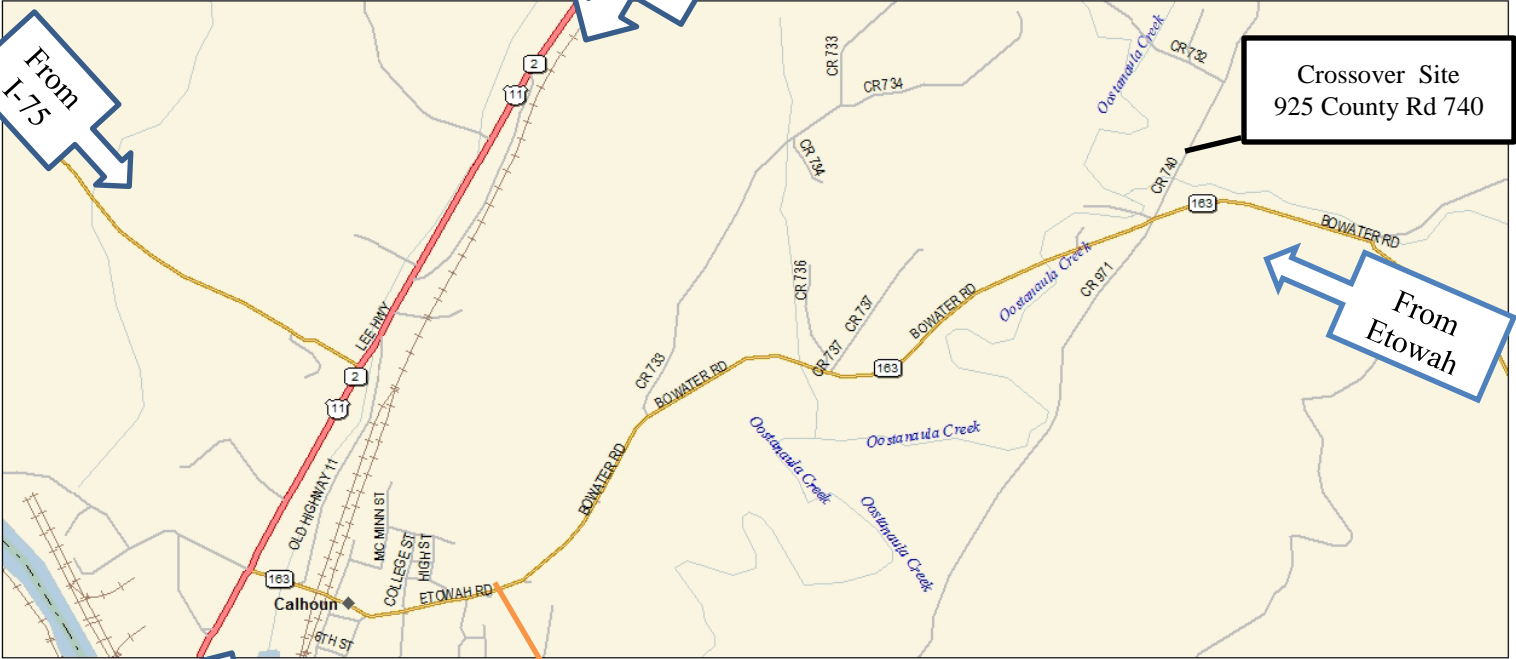 From
I-75
2
11
CR 733
CR 734
CR 732
Oostanaula Creek
Crossover Site
925 County Rd 740
CR 734
CR 740
163
BOWATER RD
From
Etowah
Oostanaula Creek
CR 971
CR 736
CR 737
BOWATER RD
CR 737
163
LEE HWY
2
11
CR 733
BOWATER RD
Oostanaula Creek
Oostanaula Creek
BOWATER RD
Oostanaula Creek
OLD HIGHWAY 11
MC MINN ST
COLLEGE ST
HIGH ST
163
Calhoun
ETOWAH RD
6TH ST